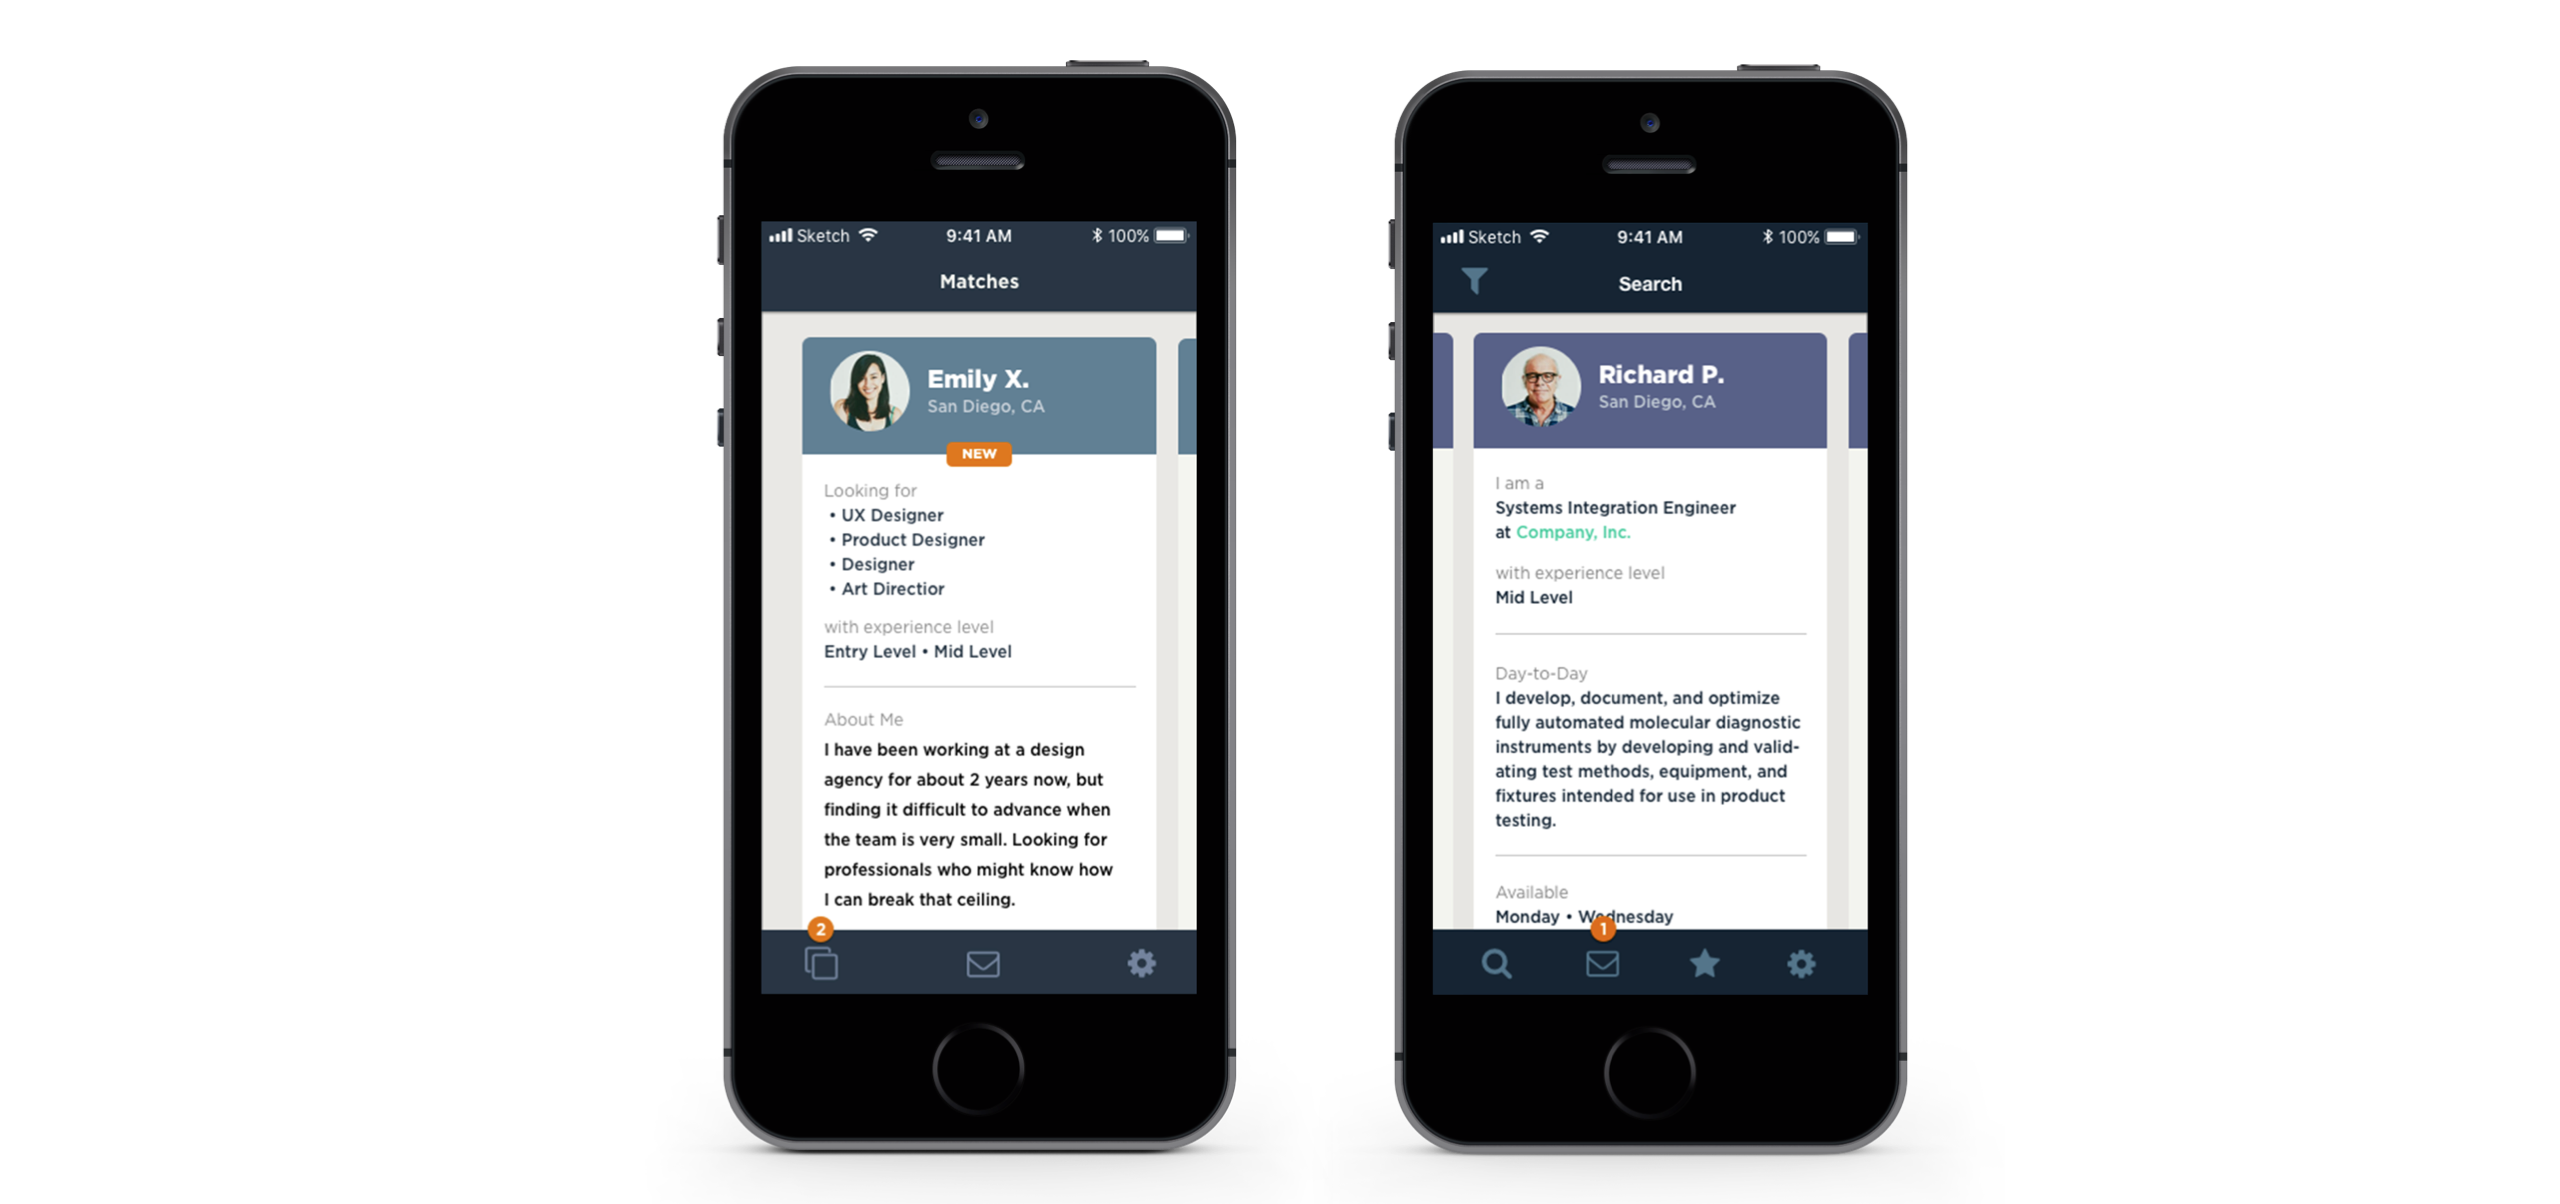 Sketch 9:41 AM 100%
Matches
Emily X.
San Diego, CA
NEW
Looking for
• UX Designer
• Product Designer
• Designer
• Art Directior
with experience level
Entry Level • Mid Level
About Me
I have been working at a design
agency for about 2 years now, but
finding it difficult to advance when
the team is very small. Looking for
professionals who might know how
I can break that ceiling.
2
Sketch 9:41 AM 100%
Search
Richard P.
San Diego, CA
I am a
Systems Integration Engineer
at Company, Inc.
with experience level
Mid Level
Day-to-Day
I develop, document, and optimize
fully automated molecular diagnostic
instruments by developing and valid-
ating test methods, equipment, and
fixtures intended for use in product
testing.
Available
Monday • Wednesday
1